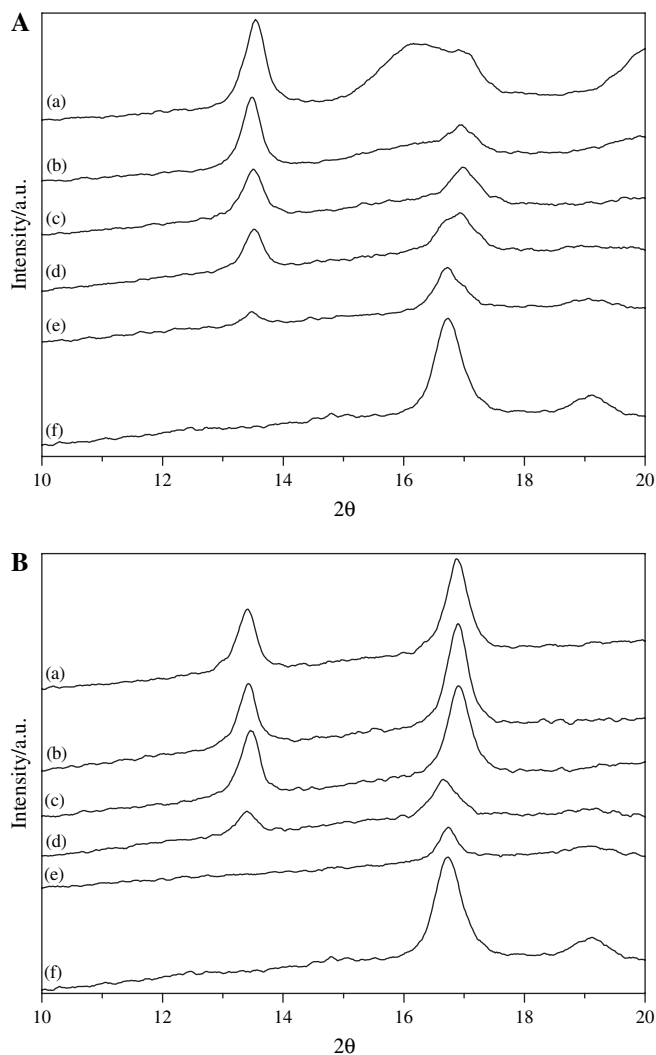 A
Intensity/a.u.
(a)
(b)
(c)
(d)
(e)
(f)
10 12 14 16 18 20
2θ
B
Intensity/a.u.
(a)
(b)
(c)
(d)
(e)
(f)
10 12 14 16 18 20
2θ